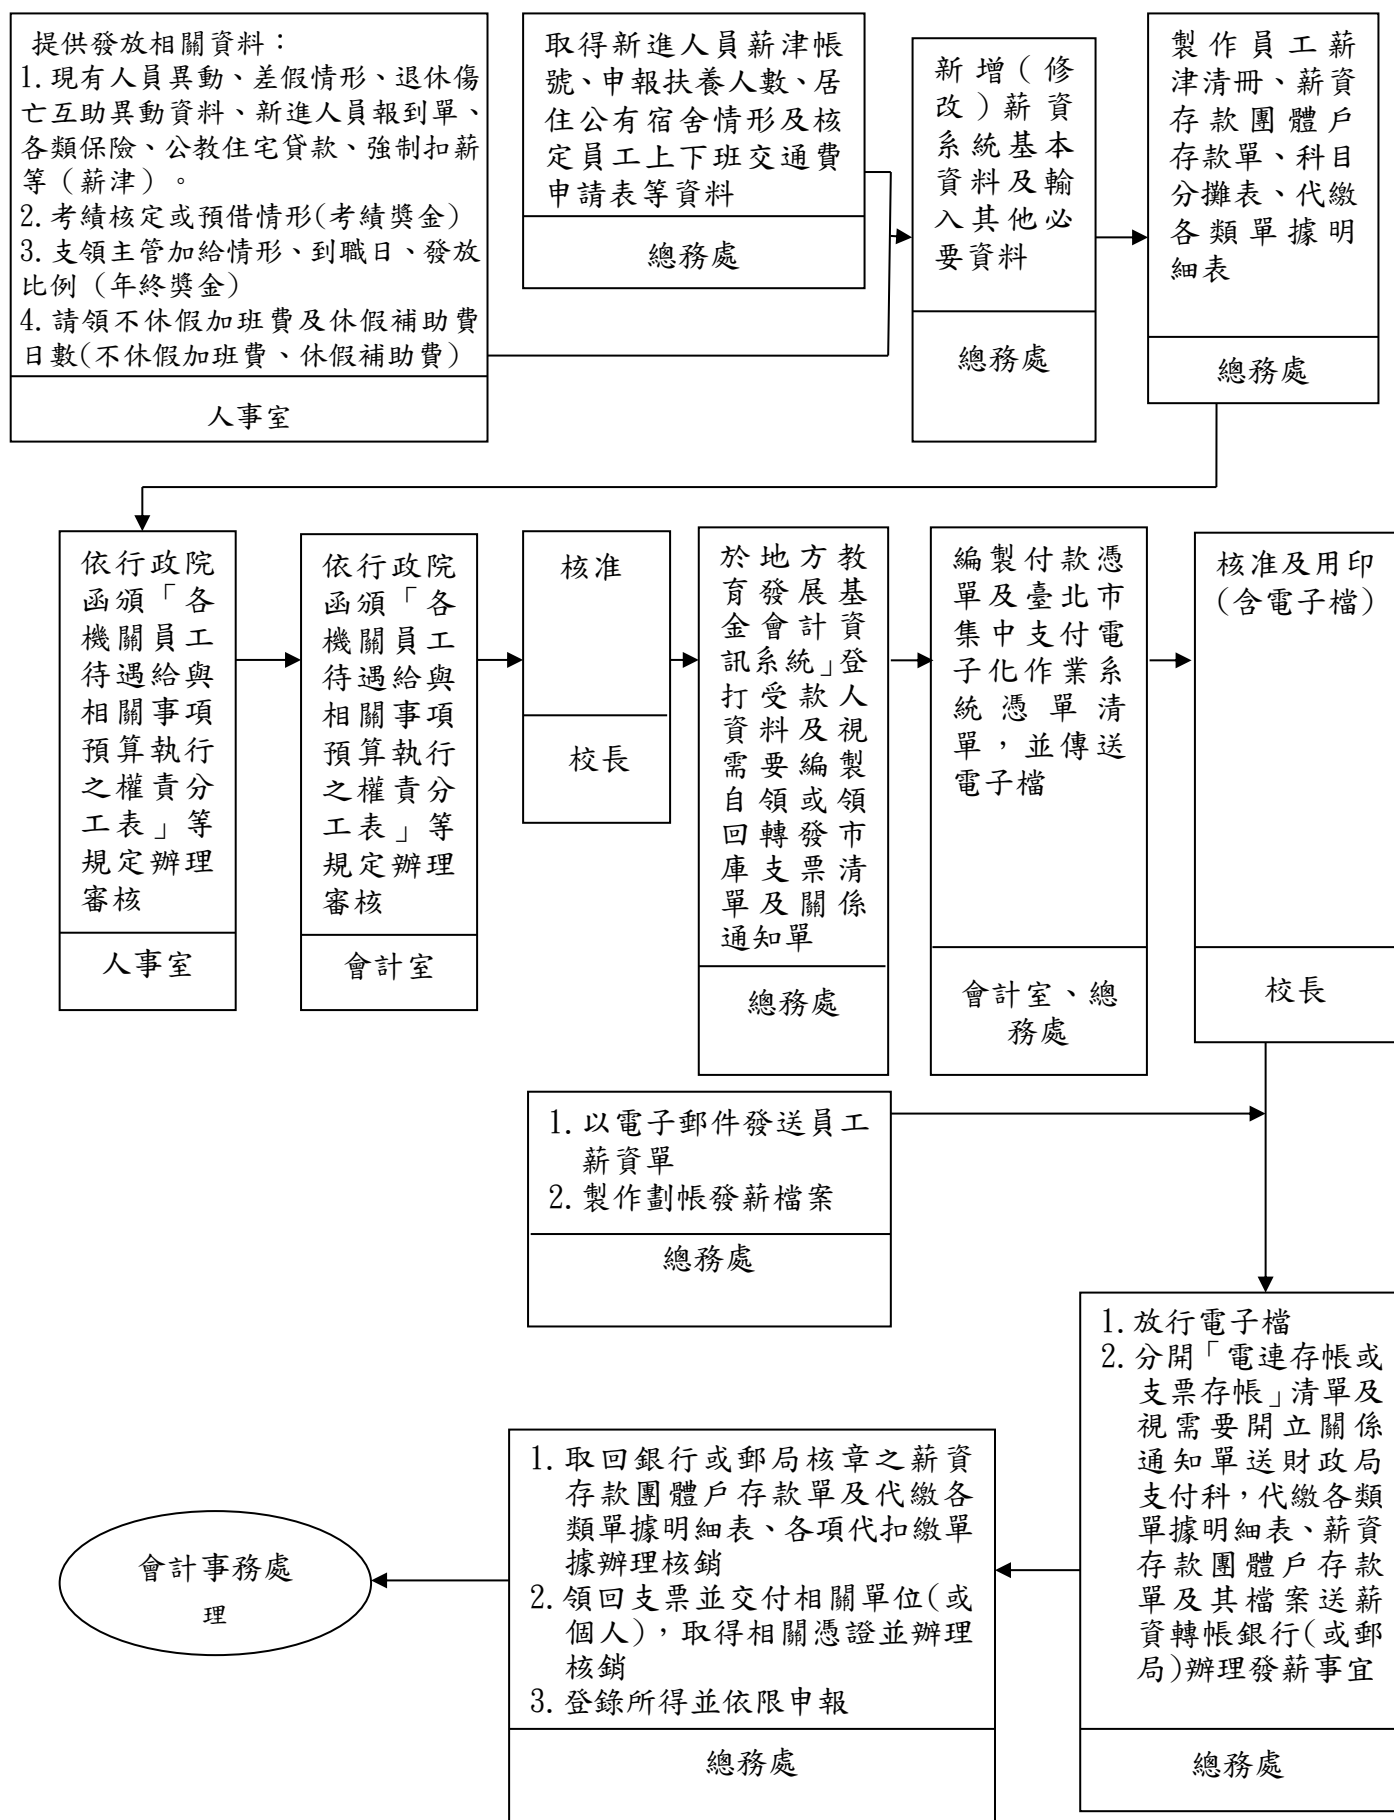 提供發放相關資料：
1.現有人員異動、差假情形、退休傷
亡互助異動資料、新進人員報到單、
各類保險、公教住宅貸款、強制扣薪
等（薪津）。
2.考績核定或預借情形(考績獎金)
3.支領主管加給情形、到職日、發放
比例（年終獎金)
4.請領不休假加班費及休假補助費
日數(不休假加班費、休假補助費)
人事室
取得新進人員薪津帳
號、申報扶養人數、居
住公有宿舍情形及核
定員工上下班交通費
申請表等資料
總務處
新增(修
改)薪資
系統基本
資料及輸
入其他必
要資料
總務處
製作員工薪
津清冊、薪資
存款團體戶
存款單、科目
分攤表、代繳
各類單據明
細表
總務處
依行政院
函頒「各
機關員工
待遇給與
相關事項
預算執行
之權責分
工表」等
規定辦理
審核
人事室
依行政院
函頒「各
機關員工
待遇給與
相關事項
預算執行
之權責分
工表」等
規定辦理
審核
會計室
核准
校長
於地方教
育發展基
金會計資
訊系統」登
打受款人
資料及視
需要編製
自領或領
回轉發市
庫支票清
單及關係
通知單
總務處
編製付款憑
單及臺北市
集中支付電
子化作業系
統憑單清
單，並傳送
電子檔
會計室、總
務處
核准及用印
(含電子檔)
校長
1.以電子郵件發送員工
薪資單
2.製作劃帳發薪檔案
總務處
1.放行電子檔
2.分開「電連存帳或
支票存帳」清單及
視需要開立關係
通知單送財政局
支付科，代繳各類
單據明細表、薪資
存款團體戶存款
單及其檔案送薪
資轉帳銀行(或郵
局)辦理發薪事宜
總務處
1.取回銀行或郵局核章之薪資
存款團體戶存款單及代繳各
類單據明細表、各項代扣繳單
據辦理核銷
2.領回支票並交付相關單位(或
個人)，取得相關憑證並辦理
核銷
3.登錄所得並依限申報
總務處
會計事務處
理